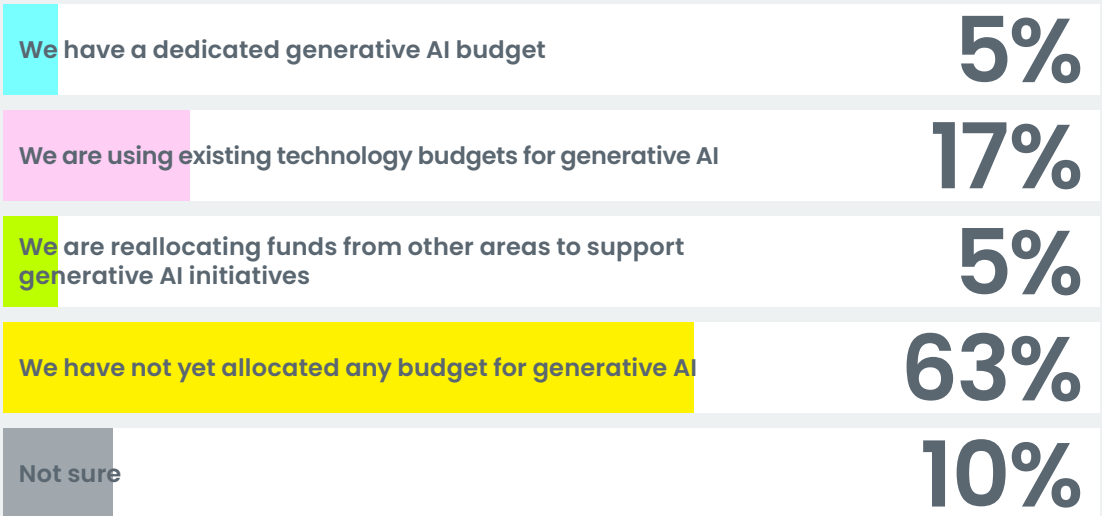 We have a dedicated generative AI budget 5%
We are using existing technology budgets for generative AI 17%
We are reallocating funds from other areas to support
generative AI initiatives 5%
We have not yet allocated any budget for generative AI 63%
Not sure 10%